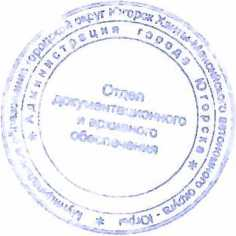 городской округ Югорск Ханты-Мансийского автономного округа - Югры
* Администрация города Югорска *
Отдел
документационного
и архивного
обеспечения